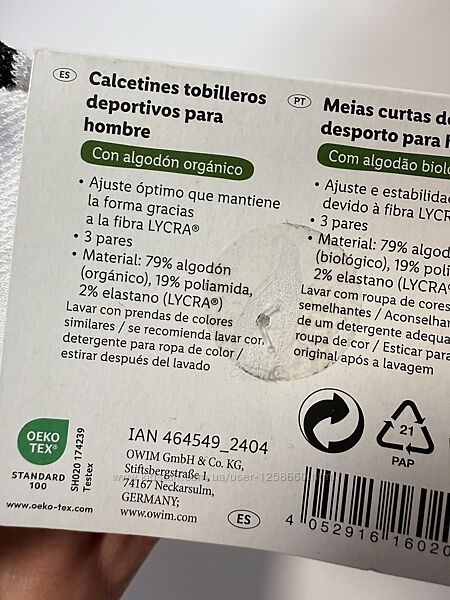 ES
Calcetines tobilleros
deportivos para
hombre
Con algodón orgánico
• Ajuste óptimo que mantiene
la forma gracias
a la fibra LYCRA®
• 3 pares
• Material: 79% algodón
(orgánico), 19% poliamida,
2% elastano (LYCRA®)
Lavar con prendas de colores
similares / se recomienda lavar con
detergente para ropa de color /
estirar después del lavado
PT
Meias curtas de
desporto para h
Com algodão bioló
• Ajuste e estabilida
devido à fibra LYCR
• 3 pares
• Material: 79% algod
(biológico), 19% poli
2% elastano (LYCRA®
Lavar com roupa de cores
semelhantes / Aconselhan
de um detergente adequa
roupa de cor / Esticar para
original após a lavagem
OEKO
TEX®
STANDARD
100
SH020 174239
Testex
www.oeko-tex.com
IAN 464549_2404
OWIM GmbH & Co. KG,
Stiftsbergstraße 1,
74167 Neckarsulm,
GERMANY,
www.owim.com
ES
21
PAP
4 052916 16020